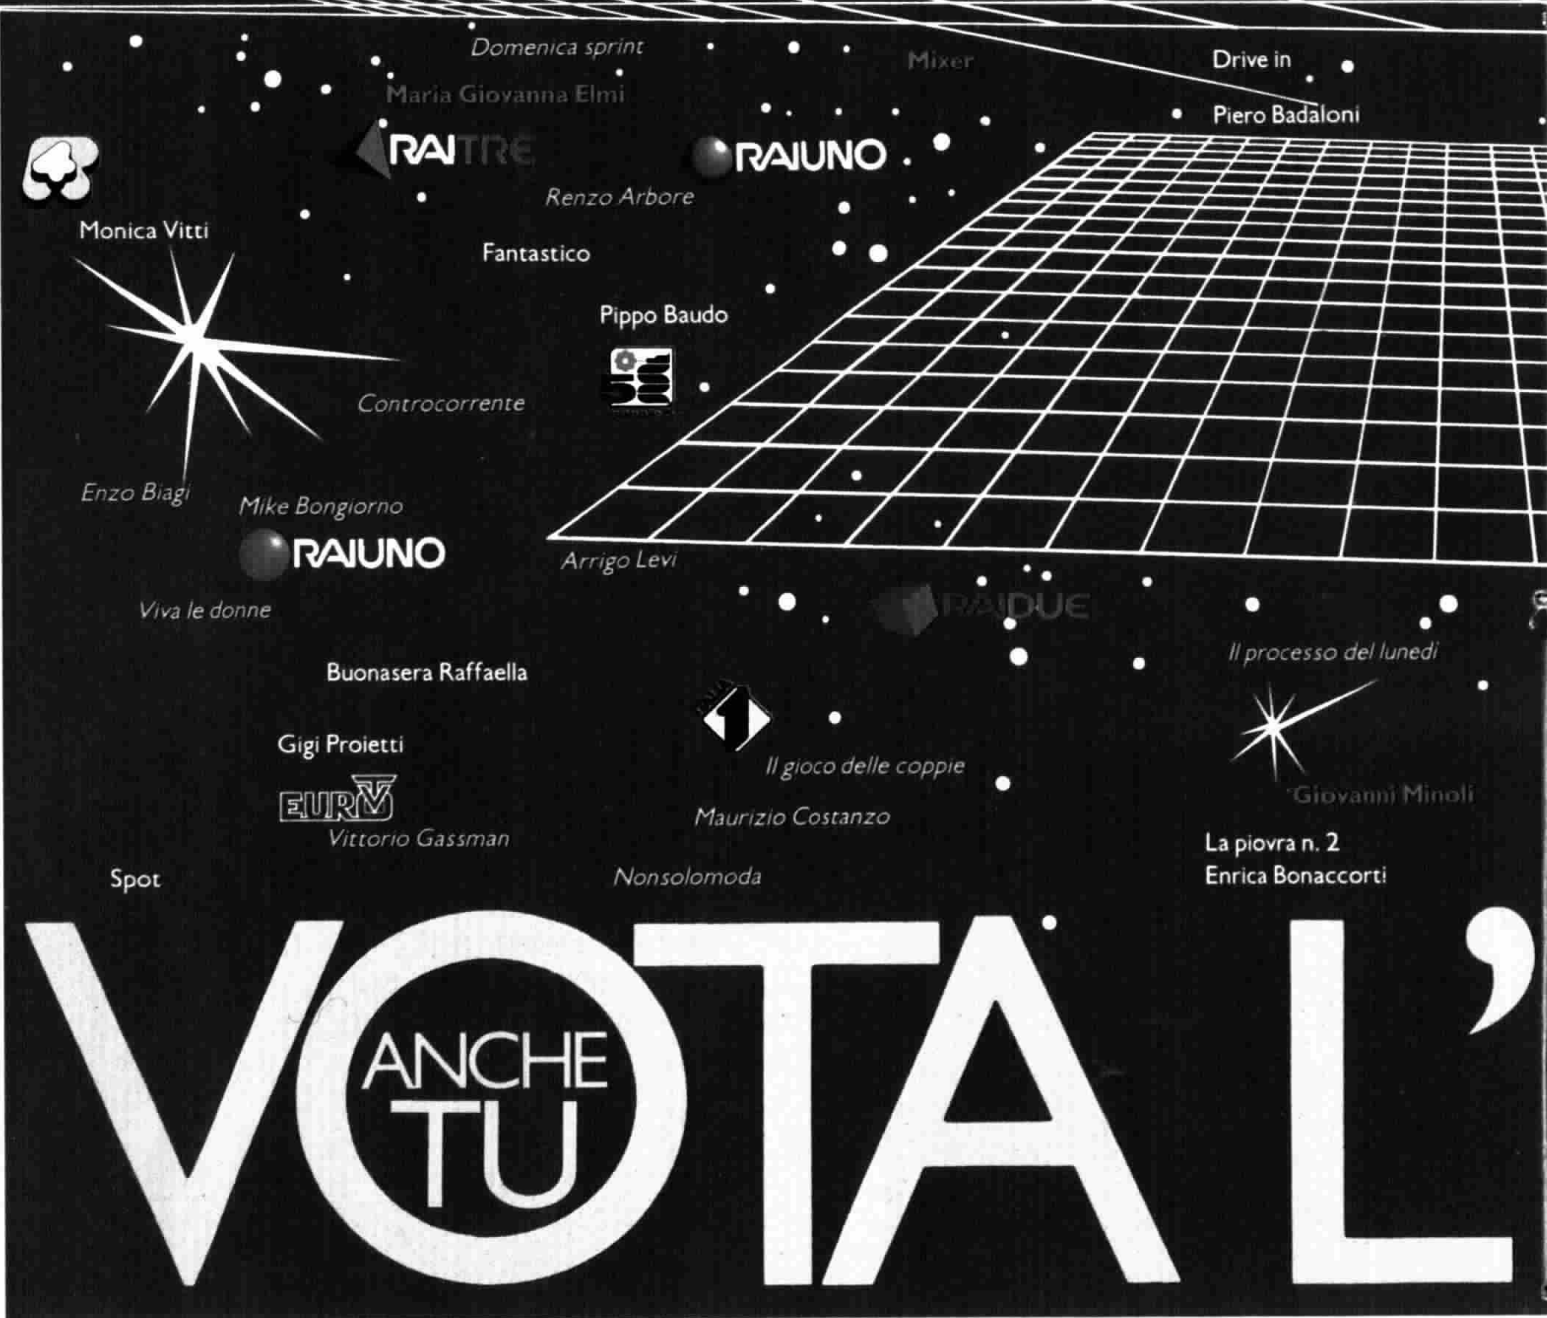 Domenica sprint
Mixer
Drive in
Maria Giovanna Elmi
Piero Badaloni
RAITRE
RAIUNO
Renzo Arbore
Monica Vitti
Fantastico
Pippo Baudo
5
Controcorrente
Enzo Biagi
Mike Bongiorno
RAIUNO
Arrigo Levi
Viva le donne
RAIDUE
Il processo del lunedì
Buonasera Raffaella
1
Gigi Proietti
Il gioco delle coppie
EURTV
Giovanni Minoli
Maurizio Costanzo
Vittorio Gassman
La piovra n. 2
Spot
Nonsolomoda
Enrica Bonaccorti
VOTA L'
ANCHE
TU